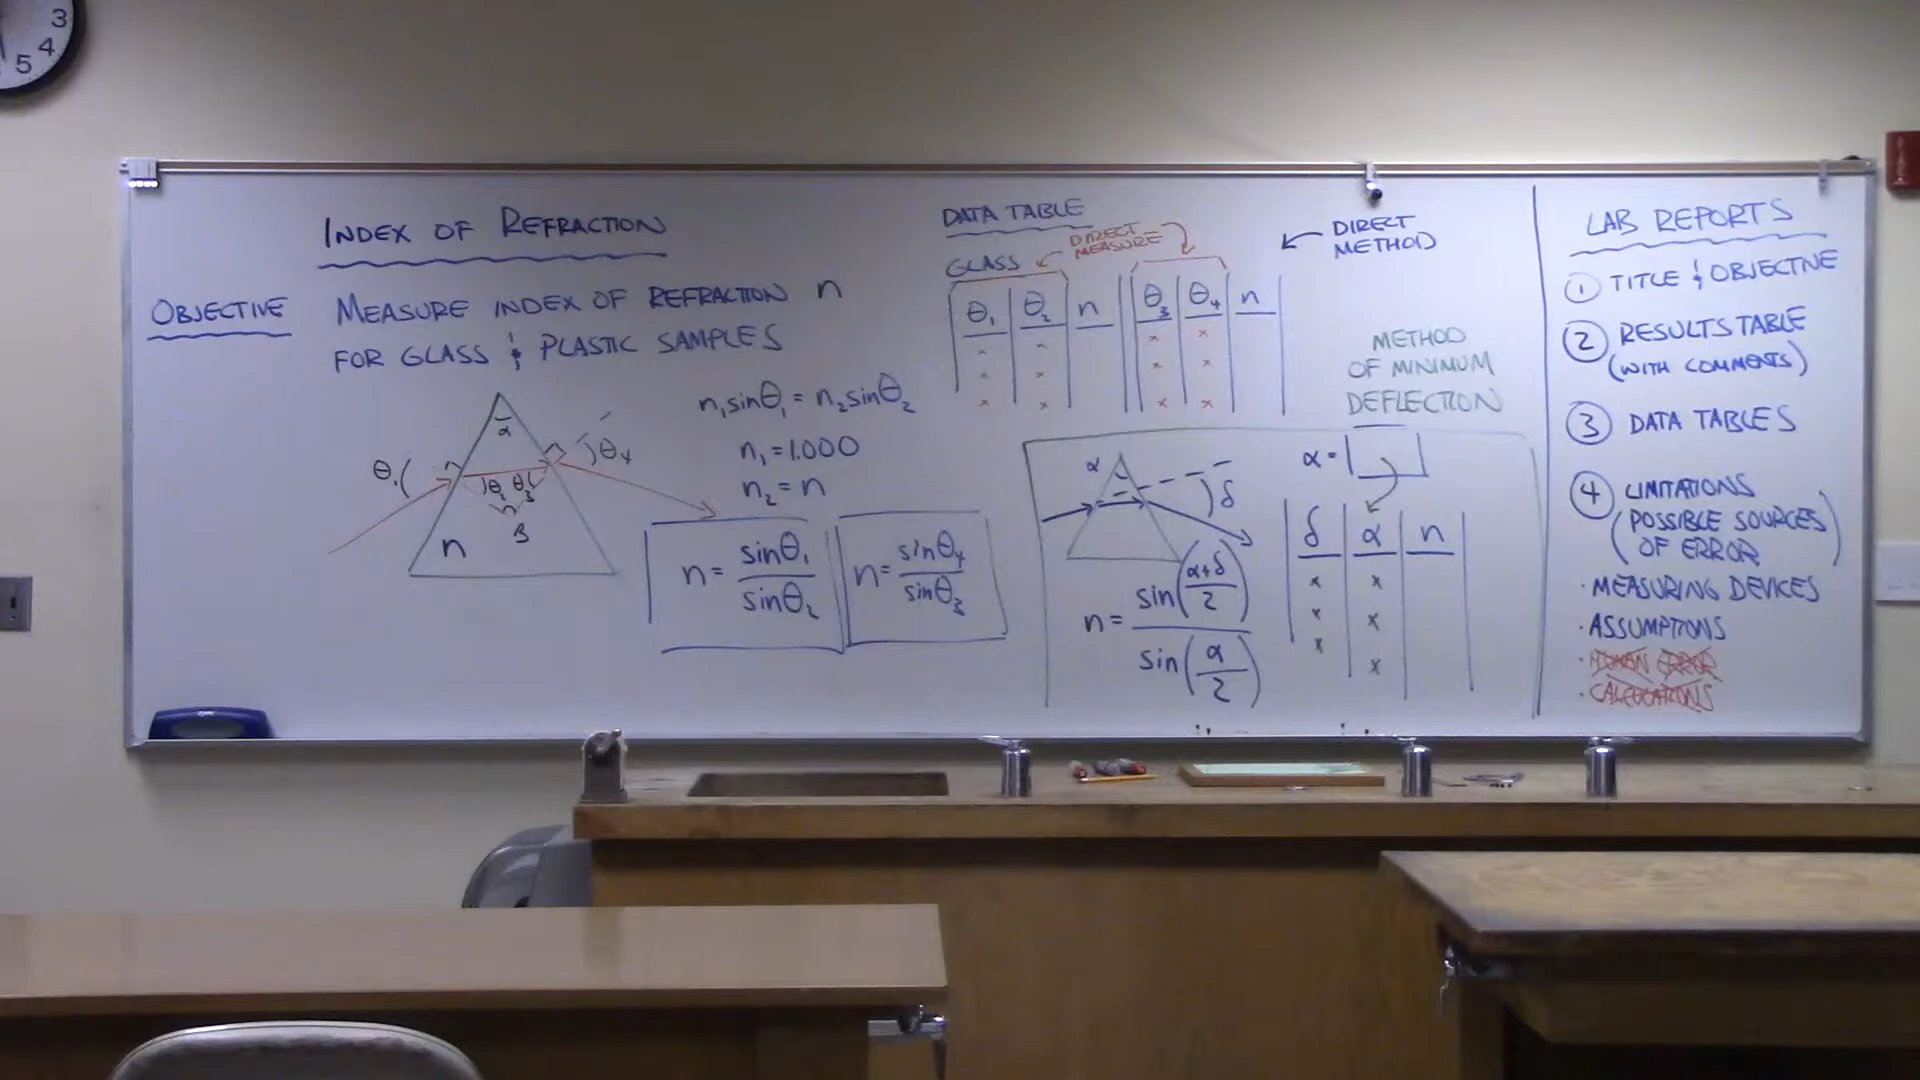 3
4
5
INDEX OF REFRACTION
OBJECTIVE
MEASURE INDEX OF REFRACTION n
FOR GLASS & PLASTIC SAMPLES
α
θ₁
θ₂ θ₃
θ₄
β
n
n₁sinθ₁ = n₂sinθ₂
n₁ = 1.000
n₂ = n
n = sinθ₁ / sinθ₂
n = sinθ₄ / sinθ₃
DATA TABLE
DIRECT
MEASURE
GLASS
θ₁ θ₂ n θ₃ θ₄ n
x x
x x x x
x x x x
DIRECT
METHOD
METHOD
OF MINIMUM
DEFLECTION
α
δ
α =
n = sin((α+δ)/2) / sin(α/2)
δ α n
x x
x x
x x
LAB REPORTS
① TITLE & OBJECTIVE
② RESULTS TABLE
(WITH COMMENTS)
③ DATA TABLES
④ LIMITATIONS
(POSSIBLE SOURCES
OF ERROR)
· MEASURING DEVICES
· ASSUMPTIONS
· HUMAN ERROR
· CALCULATIONS